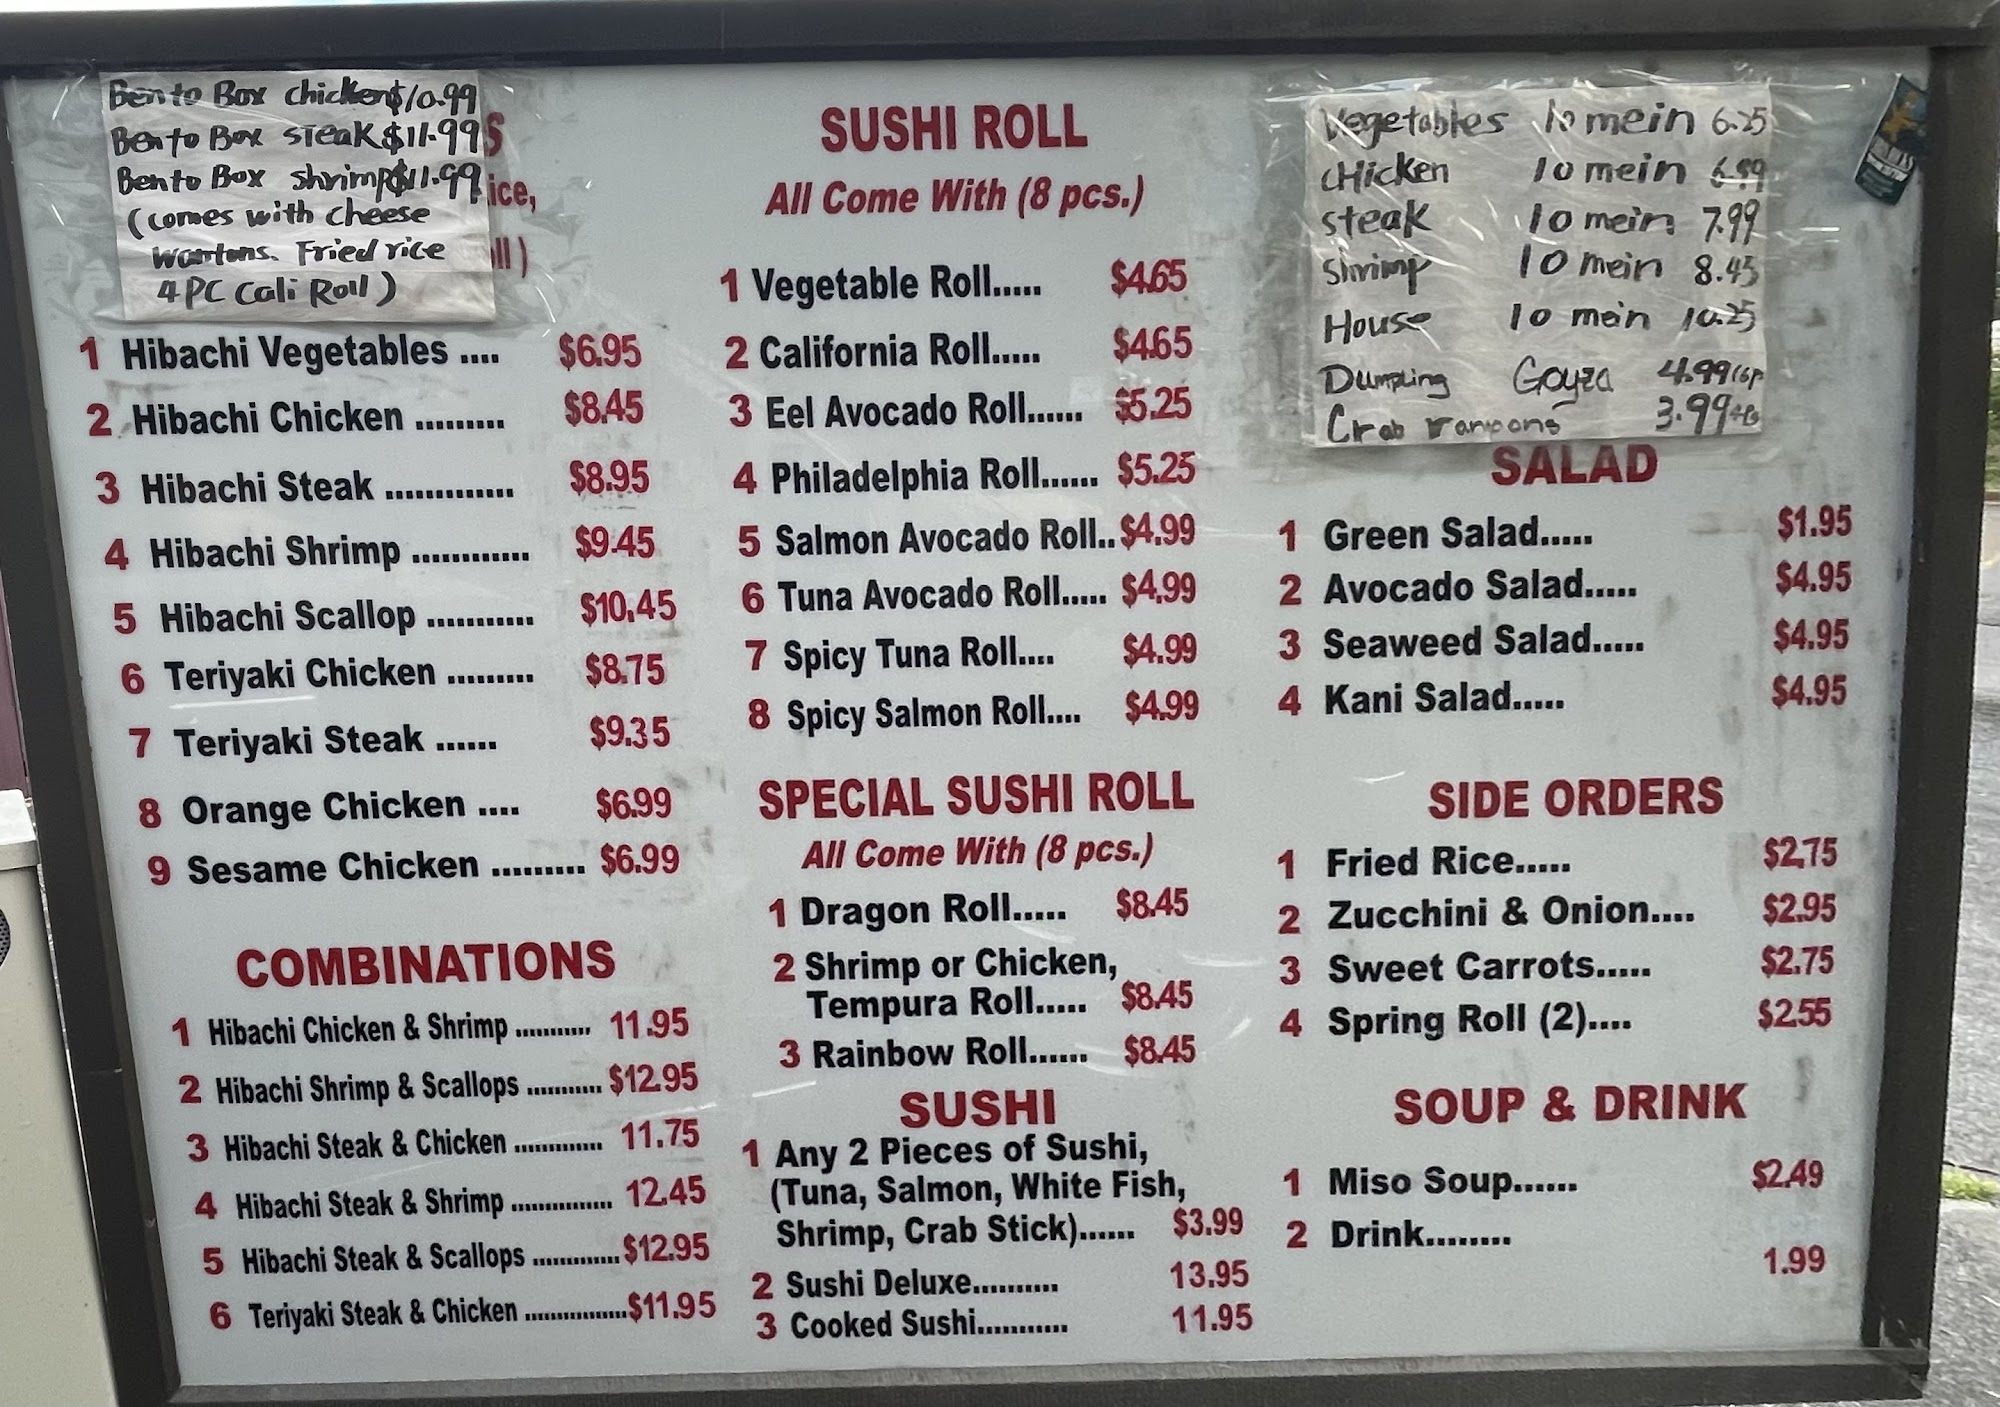 Bento Box chicken $10.99
Bento Box steak $11.99
Bento Box shrimp $11.99
(comes with cheese
wantons. Fried rice
4 PC Cali Roll)
S
ice,
ll)
1 Hibachi Vegetables .... $6.95
2 Hibachi Chicken ......... $8.45
3 Hibachi Steak ............. $8.95
4 Hibachi Shrimp ............ $9.45
5 Hibachi Scallop ........... $10.45
6 Teriyaki Chicken ......... $8.75
7 Teriyaki Steak ...... $9.35
8 Orange Chicken .... $6.99
9 Sesame Chicken ......... $6.99
COMBINATIONS
1 Hibachi Chicken & Shrimp ........... 11.95
2 Hibachi Shrimp & Scallops ........... $12.95
3 Hibachi Steak & Chicken ............. 11.75
4 Hibachi Steak & Shrimp ............... 12.45
5 Hibachi Steak & Scallops ............. $12.95
6 Teriyaki Steak & Chicken ................ $11.95
SUSHI ROLL
All Come With (8 pcs.)
1 Vegetable Roll..... $4.65
2 California Roll..... $4.65
3 Eel Avocado Roll...... $5.25
4 Philadelphia Roll...... $5.25
5 Salmon Avocado Roll.. $4.99
6 Tuna Avocado Roll..... $4.99
7 Spicy Tuna Roll.... $4.99
8 Spicy Salmon Roll.... $4.99
SPECIAL SUSHI ROLL
All Come With (8 pcs.)
1 Dragon Roll..... $8.45
2 Shrimp or Chicken,
Tempura Roll..... $8.45
3 Rainbow Roll...... $8.45
SUSHI
1 Any 2 Pieces of Sushi,
(Tuna, Salmon, White Fish,
Shrimp, Crab Stick)...... $3.99
2 Sushi Deluxe.......... 13.95
3 Cooked Sushi........... 11.95
Vegetables lo mein 6.25
cHicken lo mein 6.99
steak lo mein 7.99
shrimp lo mein 8.45
House lo mein 10.25
Dumpling Goyza 4.99 (6p
Crab 3.99
SALAD
1 Green Salad..... $1.95
2 Avocado Salad..... $4.95
3 Seaweed Salad..... $4.95
4 Kani Salad..... $4.95
SIDE ORDERS
1 Fried Rice..... $2.75
2 Zucchini & Onion.... $2.95
3 Sweet Carrots..... $2.75
4 Spring Roll (2).... $2.55
SOUP & DRINK
1 Miso Soup...... $2.49
2 Drink........
1.99